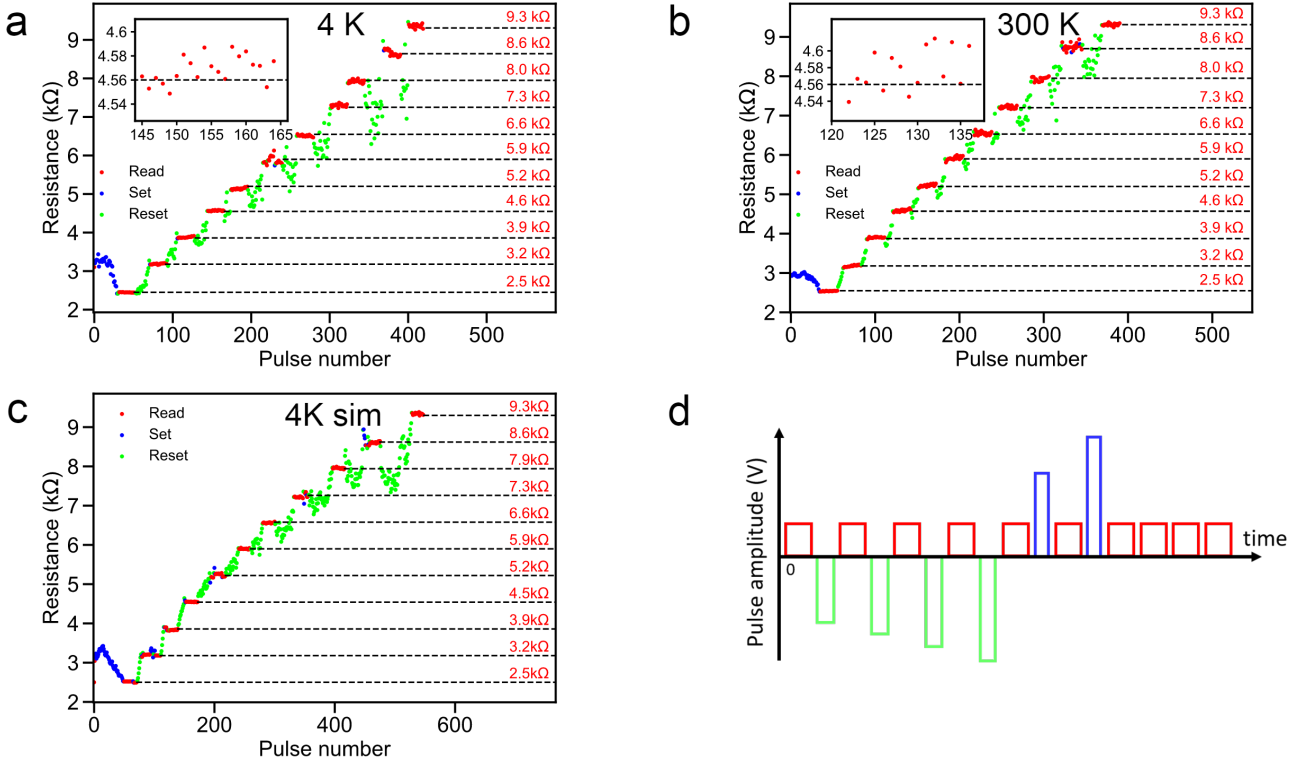 a
4 K
Resistance (kΩ)
Pulse number
9
8
7
6
5
4
3
2
0
100
200
300
400
500
4.6
4.58
4.56
4.54
145
150
155
160
165
Read
Set
Reset
9.3 kΩ
8.6 kΩ
8.0 kΩ
7.3 kΩ
6.6 kΩ
5.9 kΩ
5.2 kΩ
4.6 kΩ
3.9 kΩ
3.2 kΩ
2.5 kΩ
b
300 K
Resistance (kΩ)
Pulse number
9
8
7
6
5
4
3
2
0
100
200
300
400
500
4.6
4.58
4.56
4.54
120
125
130
135
Read
Set
Reset
9.3 kΩ
8.6 kΩ
8.0 kΩ
7.3 kΩ
6.6 kΩ
5.9 kΩ
5.2 kΩ
4.6 kΩ
3.9 kΩ
3.2 kΩ
2.5 kΩ
c
4K sim
Resistance (kΩ)
Pulse number
9
8
7
6
5
4
3
2
0
200
400
600
Read
Set
Reset
9.3kΩ
8.6kΩ
7.9kΩ
7.3kΩ
6.6kΩ
5.9kΩ
5.2kΩ
4.5kΩ
3.9kΩ
3.2kΩ
2.5kΩ
d
Pulse amplitude (V)
time
0